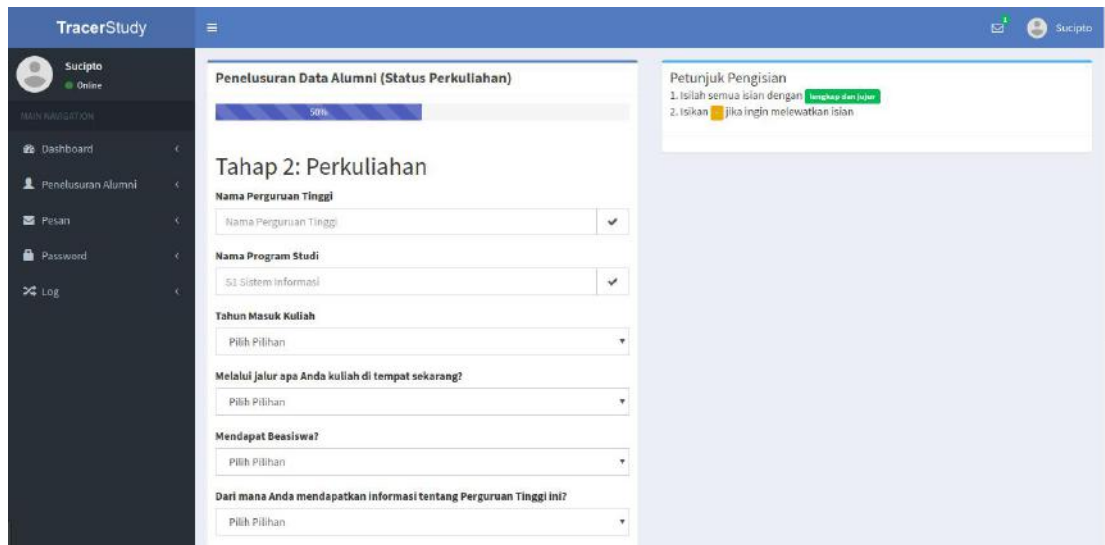 TracerStudy
1
Sucipto
Sucipto
Online
MAIN NAVIGATION
Dashboard
Penelusuran Alumni
Pesan
Password
Log
Penelusuran Data Alumni (Status Perkuliahan)
50%
Tahap 2: Perkuliahan
Nama Perguruan Tinggi
Nama Perguruan Tinggi
Nama Program Studi
S1 Sistem Informasi
Tahun Masuk Kuliah
Pilih Pilihan
Melalui jalur apa Anda kuliah di tempat sekarang?
Pilih Pilihan
Mendapat Beasiswa?
Pilih Pilihan
Dari mana Anda mendapatkan informasi tentang Perguruan Tinggi ini?
Pilih Pilihan
Petunjuk Pengisian
1. Isilah semua isian dengan lengkap dan jujur
2. Isikan jika ingin melewatkan isian